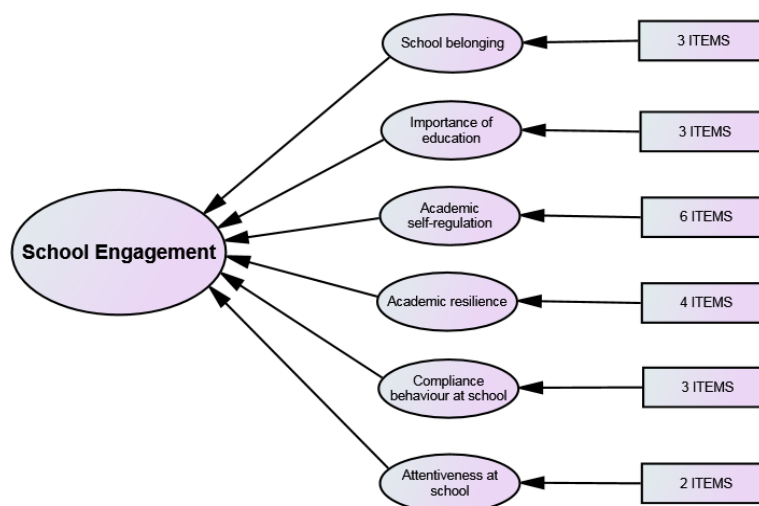 School belonging
3 ITEMS
Importance of
education
3 ITEMS
Academic
self-regulation
6 ITEMS
School Engagement
Academic resilience
4 ITEMS
Compliance
behaviour at school
3 ITEMS
Attentiveness at
school
2 ITEMS